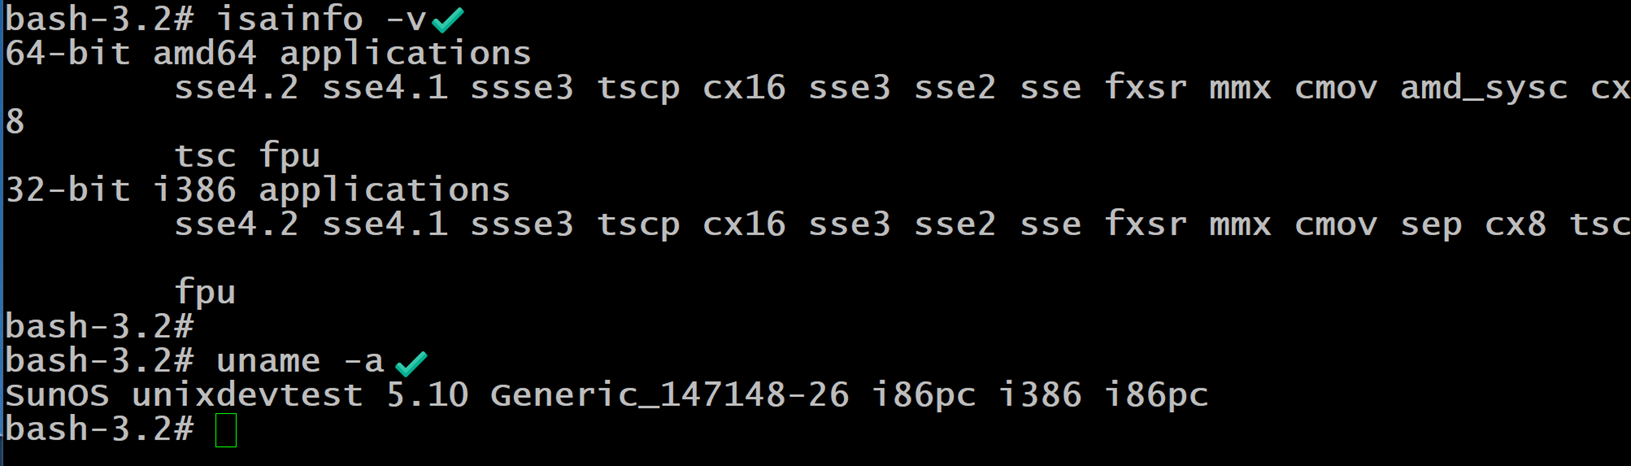 bash-3.2# isainfo -v
64-bit amd64 applications
sse4.2 sse4.1 ssse3 tscp cx16 sse3 sse2 sse fxsr mmx cmov amd_sysc cx
8
tsc fpu
32-bit i386 applications
sse4.2 sse4.1 ssse3 tscp cx16 sse3 sse2 sse fxsr mmx cmov sep cx8 tsc
fpu
bash-3.2#
bash-3.2# uname -a
SunOS unixdevtest 5.10 Generic_147148-26 i86pc i386 i86pc
bash-3.2#